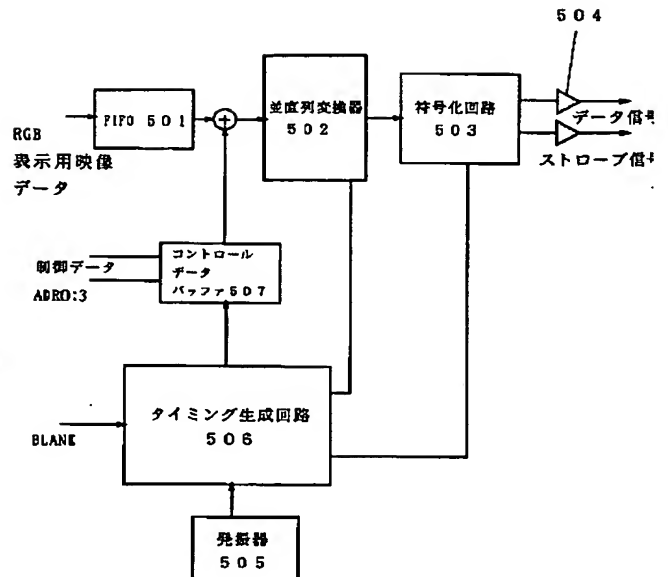 504
FIFO 501
並直列変換器
502
符号化回路
503
データ信号
ストローブ信号
RGB
表示用映像
データ
制御データ
ADR0:3
コントロール
データ
バッファ507
タイミング生成回路
506
BLANK
発振器
505